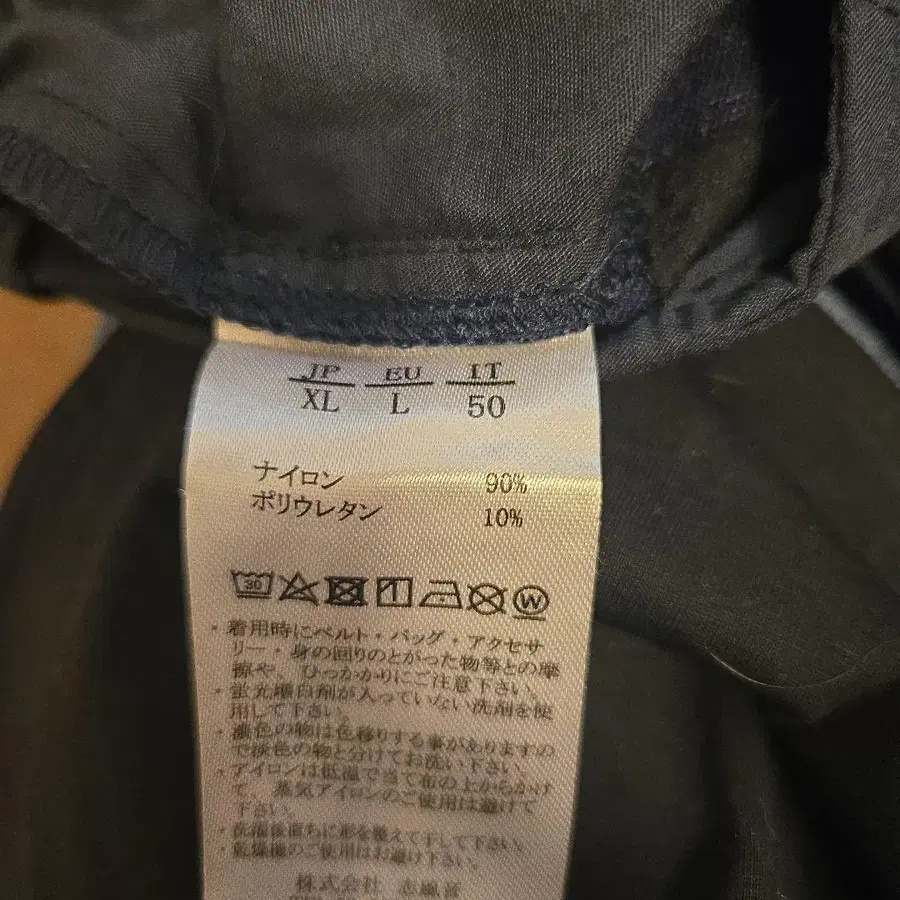 JP EU IT
XL L 50
ナイロン 90%
ポリウレタン 10%
30 W
・着用時にベルト・バッグ・アクセサ
リー・身の回りのとがった物等との摩
擦や、ひっかかりにご注意下さい。
・蛍光増白剤が入っていない洗剤を使
用して下さい。
・濃色の物は色移りする事がありますの
で淡色の物と分けてお洗い下さい。
・アイロンは低温で当て布の上からかけ
て、蒸気アイロンのご使用は避けて
下さい。
・洗濯後直ちに形を整えて干して下さい。
・乾燥機のご使用はお避け下さい。
株式会社